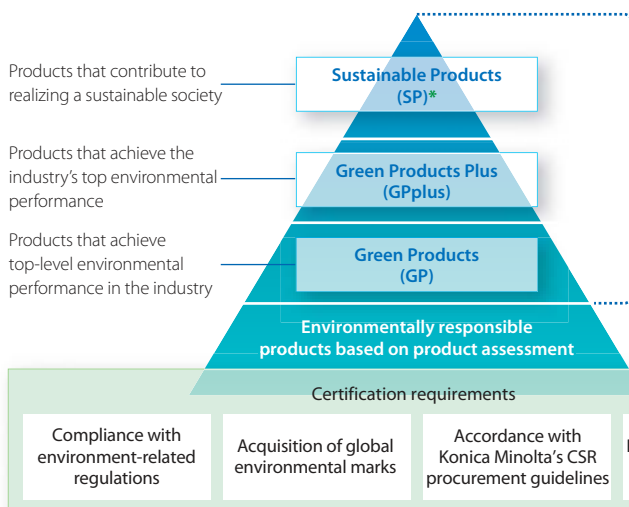 Products that contribute to
realizing a sustainable society
Sustainable Products
(SP)*
Products that achieve the
industry's top environmental
performance
Green Products Plus
(GPplus)
Products that achieve
top-level environmental
performance in the industry
Green Products
(GP)
Environmentally responsible
products based on product assessment
Certification requirements
Compliance with
environment-related
regulations
Acquisition of global
environmental marks
Accordance with
Konica Minolta's CSR
procurement guidelines